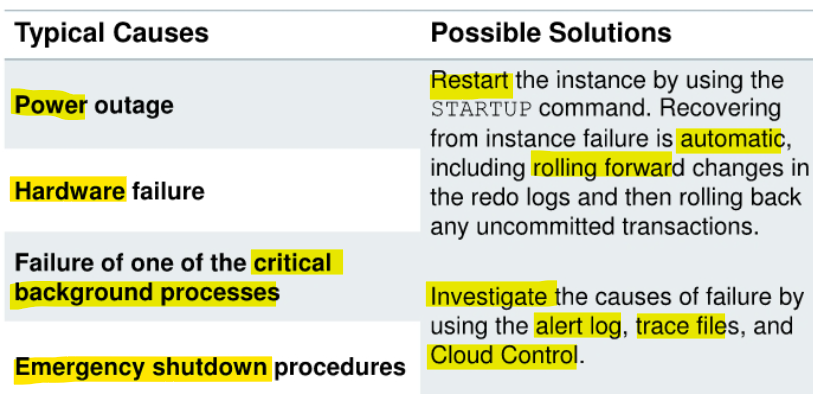 Typical Causes
Possible Solutions
Power outage
Hardware failure
Failure of one of the critical
background processes
Emergency shutdown procedures
Restart the instance by using the
STARTUP command. Recovering
from instance failure is automatic,
including rolling forward changes in
the redo logs and then rolling back
any uncommitted transactions.
Investigate the causes of failure by
using the alert log, trace files, and
Cloud Control.